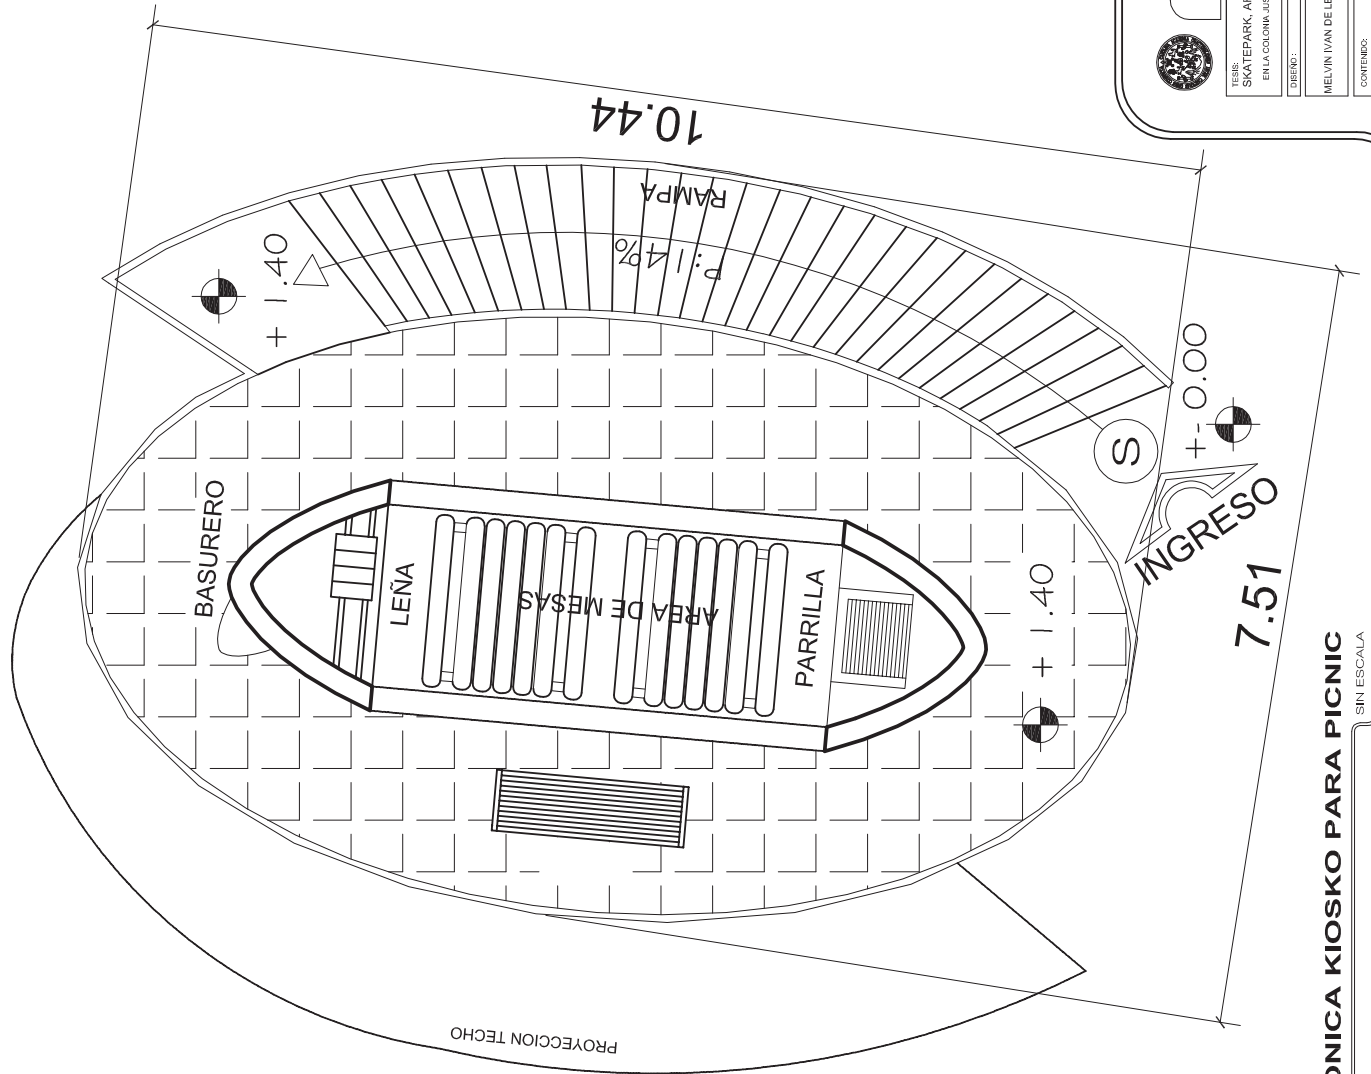 10.44
RAMPA
P.: 14%
+ 1.40
+- 0.00
S
INGRESO
7.51
BASURERO
LEÑA
AREA DE MESAS
PARRILLA
+ 1.40
PROYECCION TECHO
ONICA KIOSKO PARA PICNIC
SIN ESCALA
TESIS:
SKATEPARK, AR
EN LA COLONIA JUS
DISEÑO :
MELVIN IVAN DE LE
CONTENIDO: